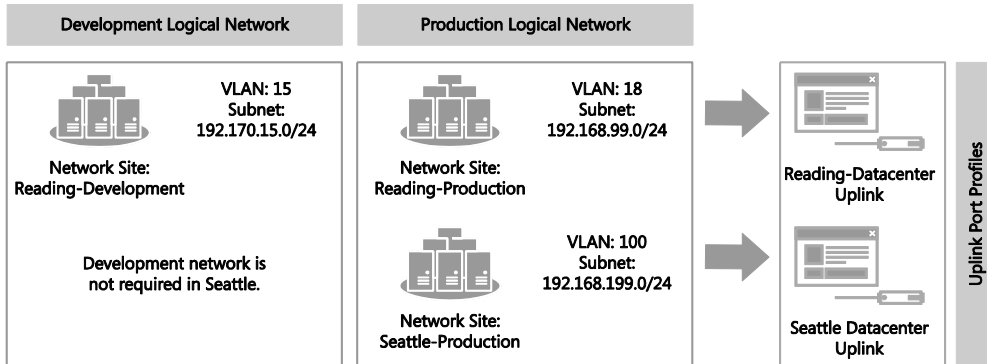 Development Logical Network
Production Logical Network
VLAN: 15
Subnet:
192.170.15.0/24
Network Site:
Reading-Development
Development network is
not required in Seattle.
VLAN: 18
Subnet:
192.168.99.0/24
Network Site:
Reading-Production
VLAN: 100
Subnet:
192.168.199.0/24
Network Site:
Seattle-Production
Reading-Datacenter
Uplink
Seattle Datacenter
Uplink
Uplink Port Profiles